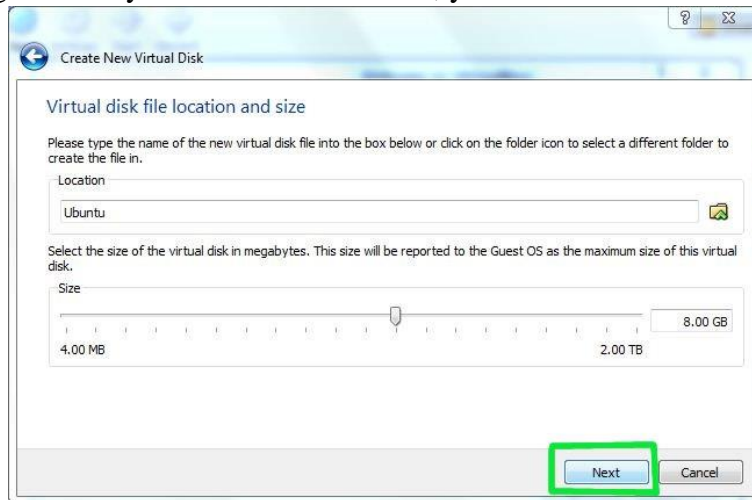 ?
Create New Virtual Disk
Virtual disk file location and size
Please type the name of the new virtual disk file into the box below or click on the folder icon to select a different folder to
create the file in.
Location
Ubuntu
Select the size of the virtual disk in megabytes. This size will be reported to the Guest OS as the maximum size of this virtual
disk.
Size
8.00 GB
4.00 MB
2.00 TB
Next
Cancel